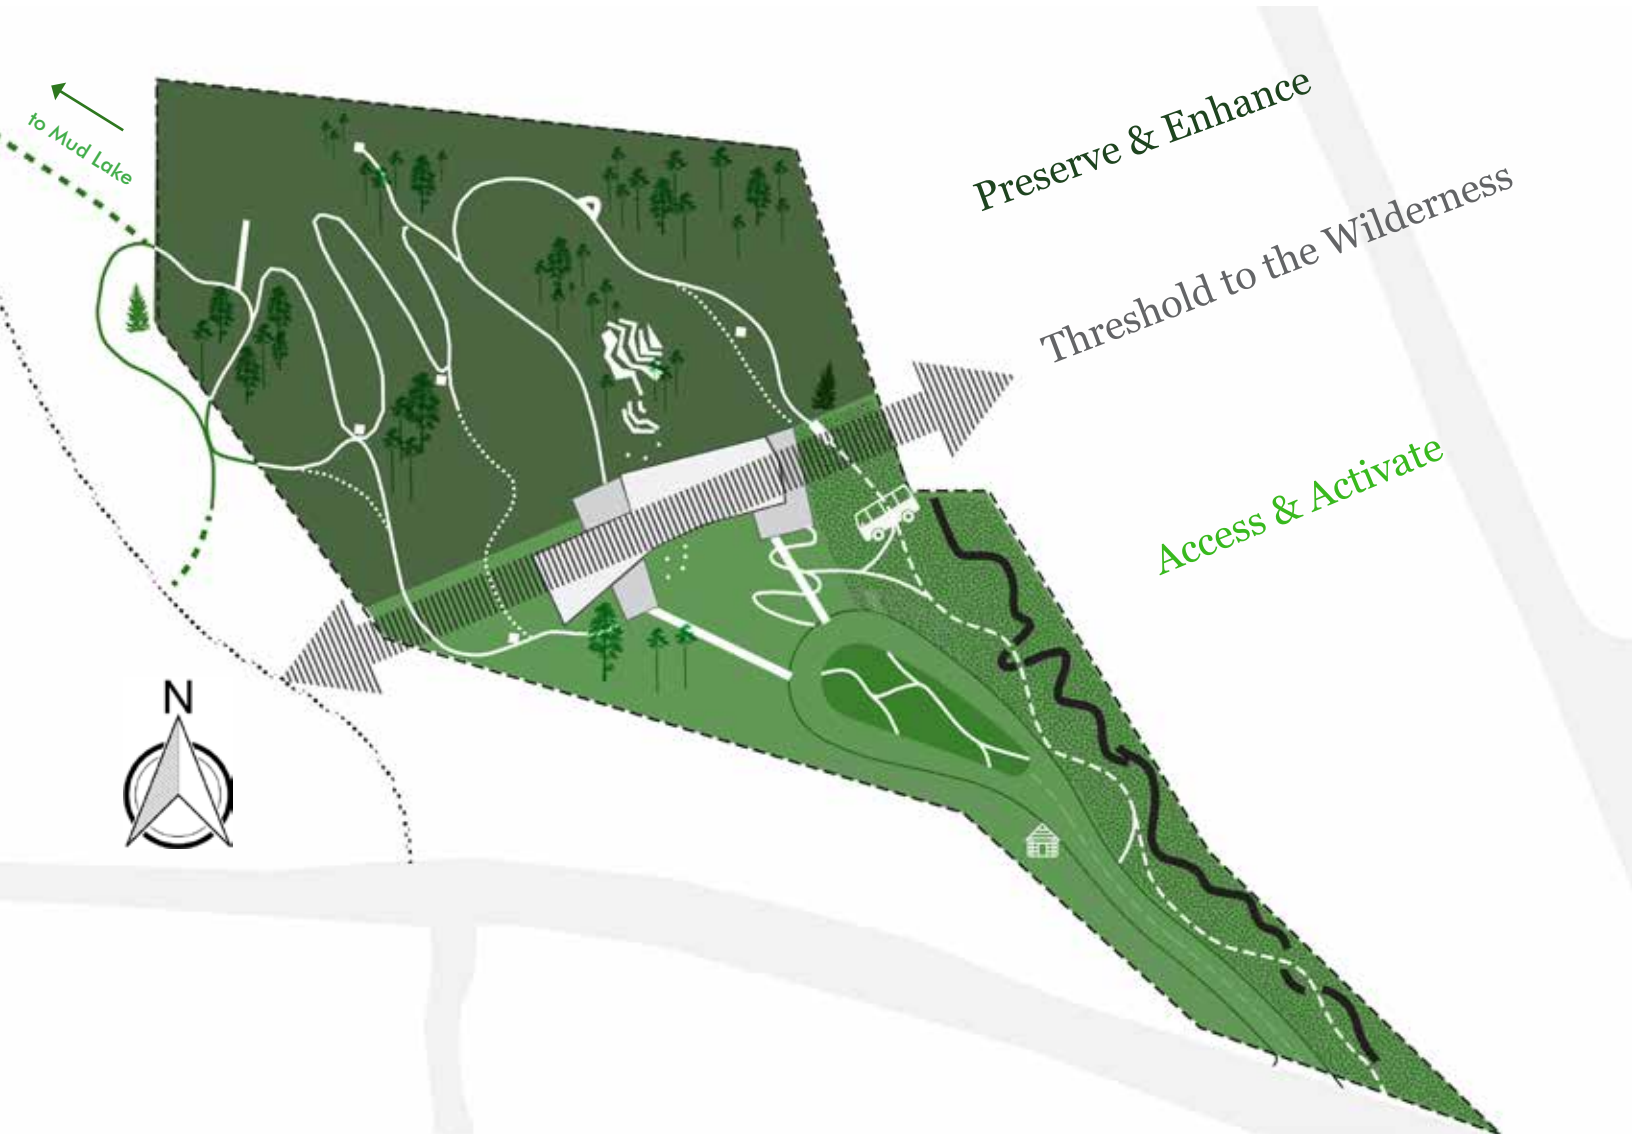 to Mud Lake
Preserve & Enhance
Threshold to the Wilderness
Access & Activate
N